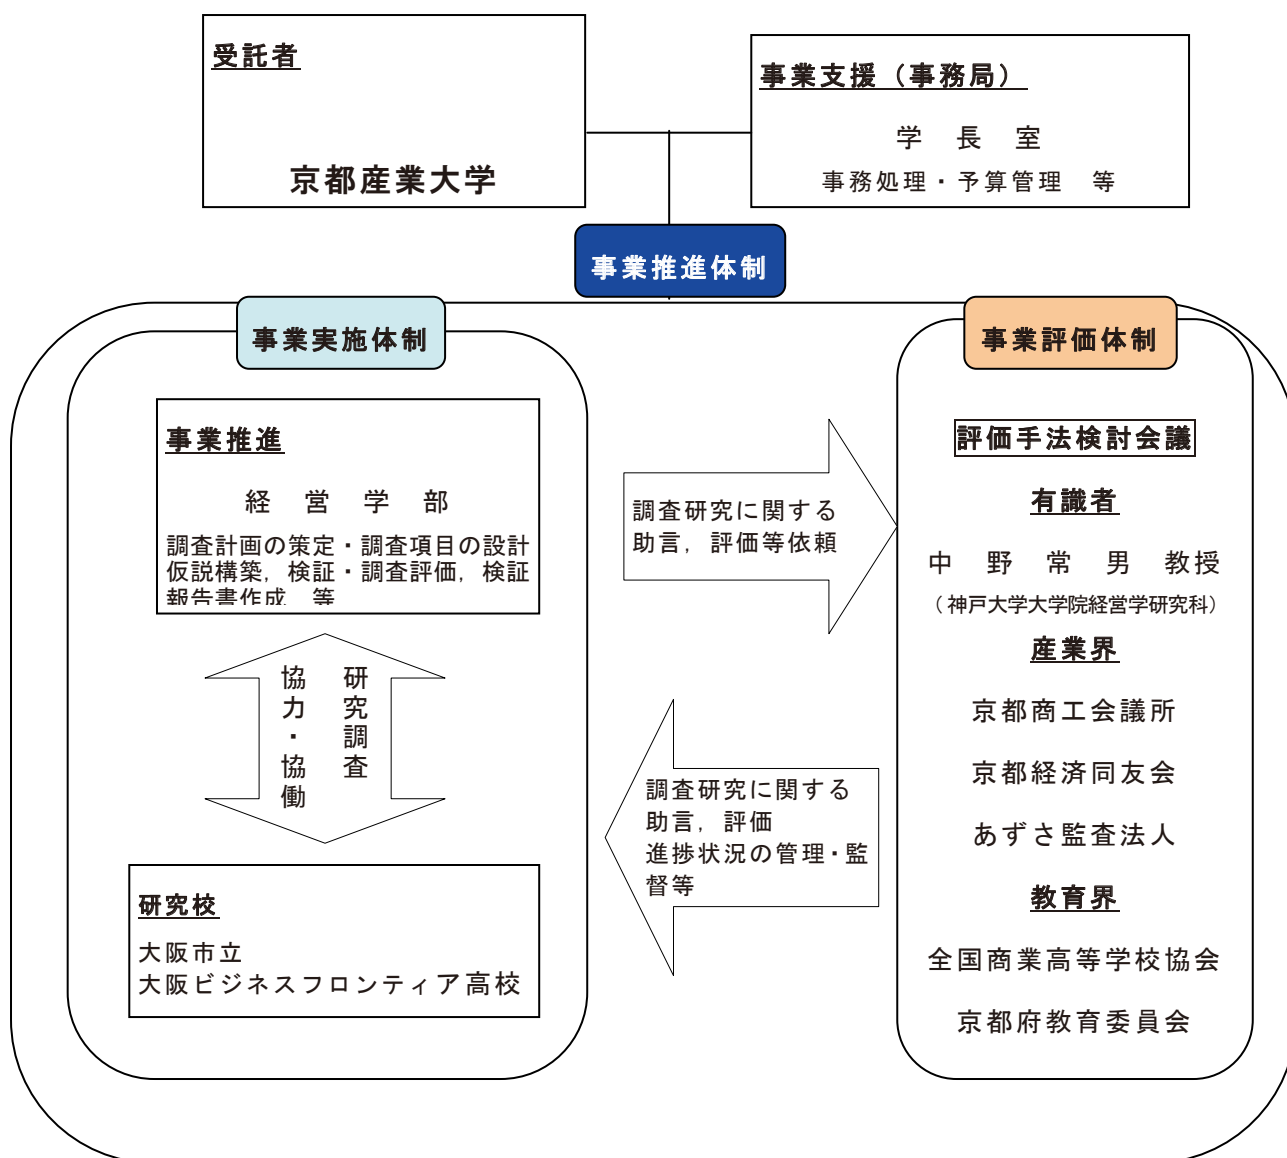 受託者
京都産業大学
事業支援（事務局）
学　長　室
事務処理・予算管理　等
事業推進体制
事業実施体制
事業推進
経　営　学　部
調査計画の策定・調査項目の設計
仮説構築，検証・調査評価，検証
報告書作成　等
協力・協働
研究調査
研究校
大阪市立
大阪ビジネスフロンティア高校
調査研究に関する
助言，評価等依頼
調査研究に関する
助言，評価
進捗状況の管理・監
督等
事業評価体制
評価手法検討会議
有識者
中　野　常　男　教授
（神戸大学大学院経営学研究科）
産業界
京都商工会議所
京都経済同友会
あずさ監査法人
教育界
全国商業高等学校協会
京都府教育委員会